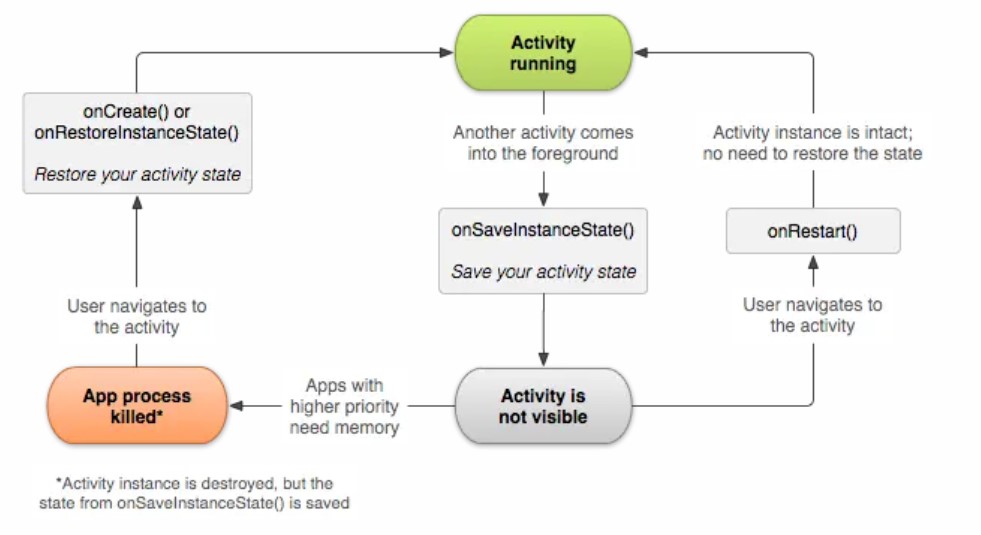 Activity
running
onCreate() or
onRestoreInstanceState()
Restore your activity state
Another activity comes
into the foreground
Activity instance is intact;
no need to restore the state
onSaveInstanceState()
Save your activity state
onRestart()
User navigates to
the activity
User navigates to
the activity
App process
killed*
Apps with
higher priority
need memory
Activity is
not visible
*Activity instance is destroyed, but the
state from onSaveInstanceState() is saved